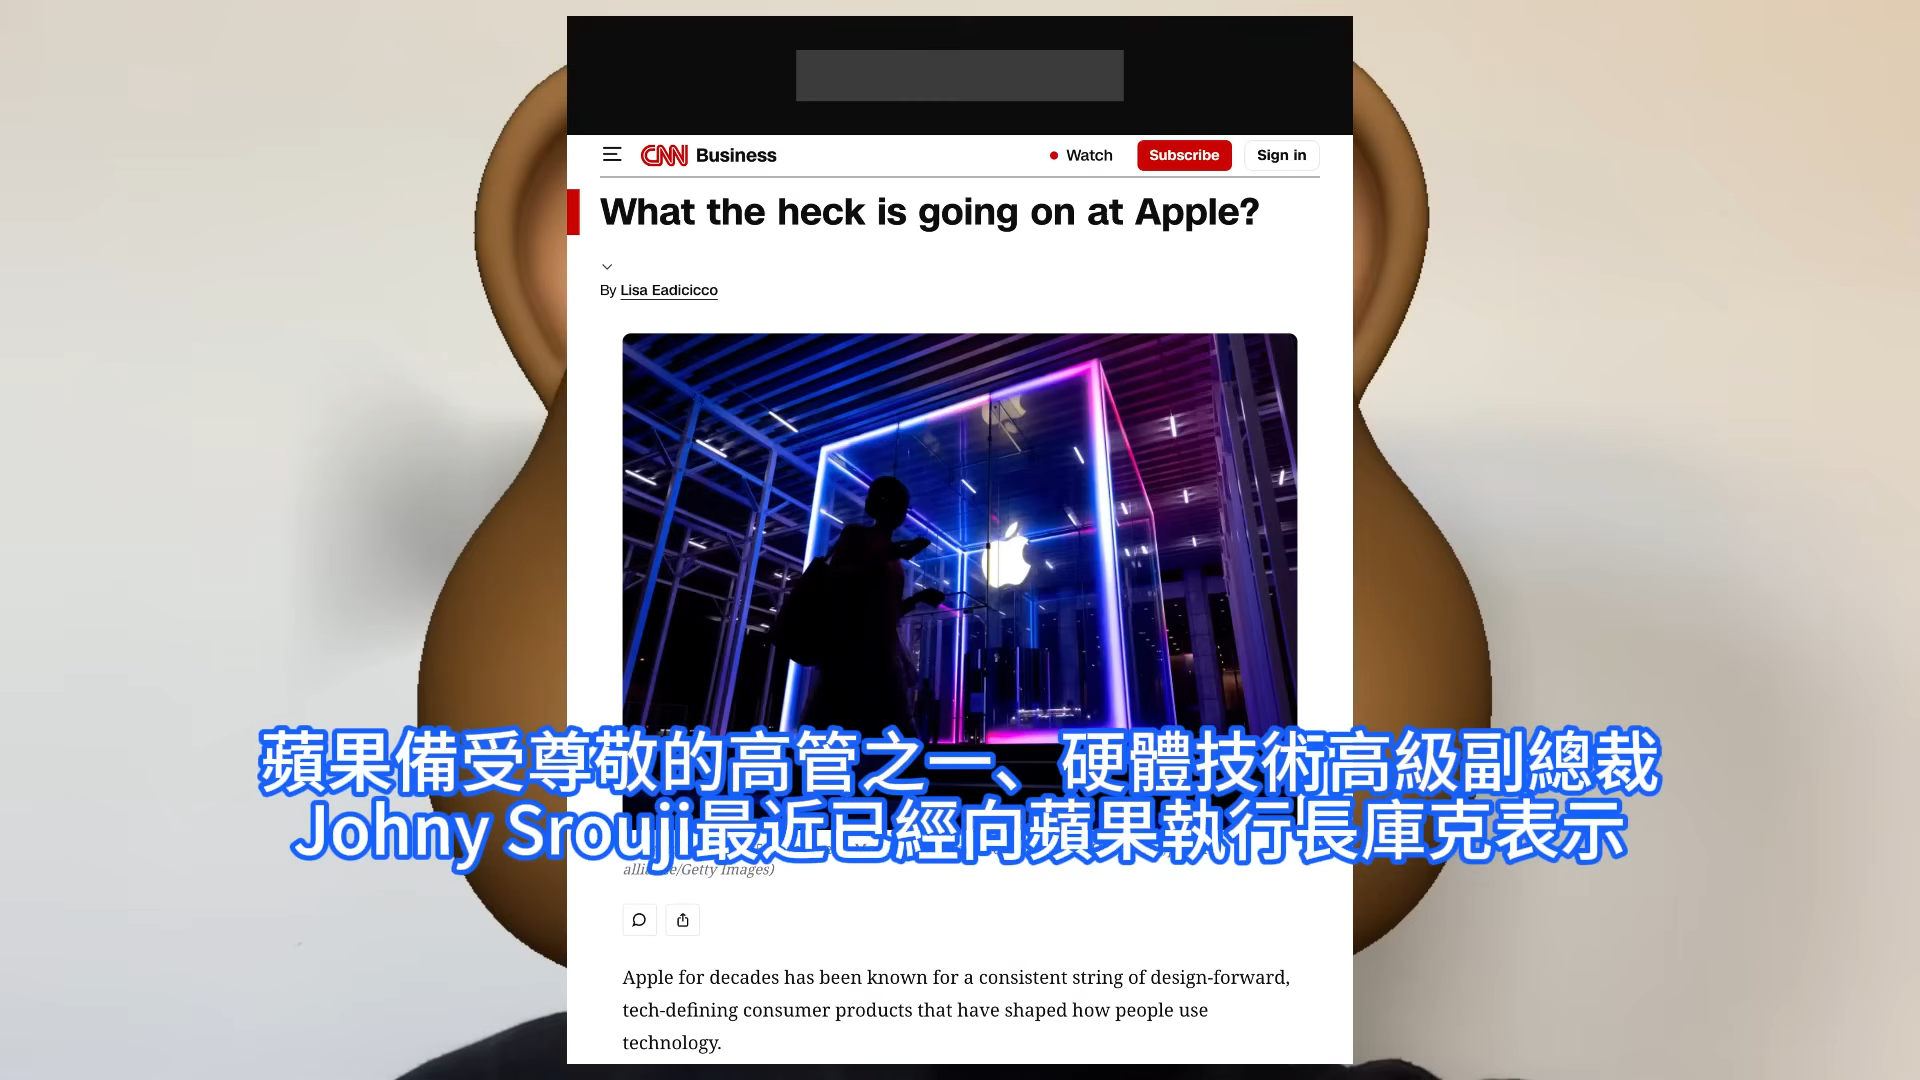 CNN Business
Watch
Subscribe
Sign in
What the heck is going on at Apple?
By Lisa Eadicicco
蘋果備受尊敬的高管之一、硬體技術高級副總裁
Johny Srouji最近已經向蘋果執行長庫克表示
/Getty Images)
Apple for decades has been known for a consistent string of design-forward,
tech-defining consumer products that have shaped how people use
technology.